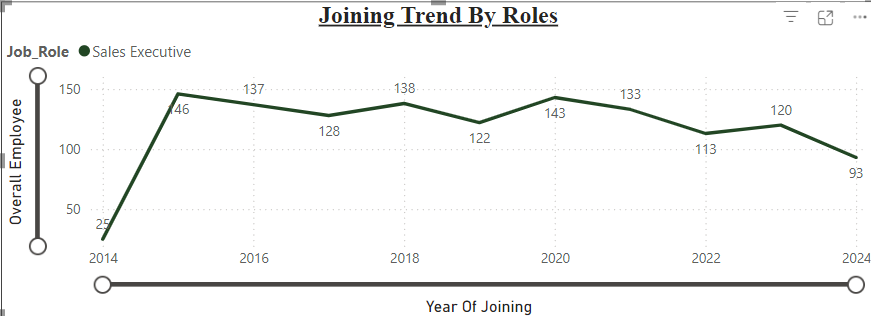 Joining Trend By Roles
Job_Role Sales Executive
Overall Employee
150
100
50
25
146
137
128
138
122
143
133
113
120
93
2014 2016 2018 2020 2022 2024
Year Of Joining